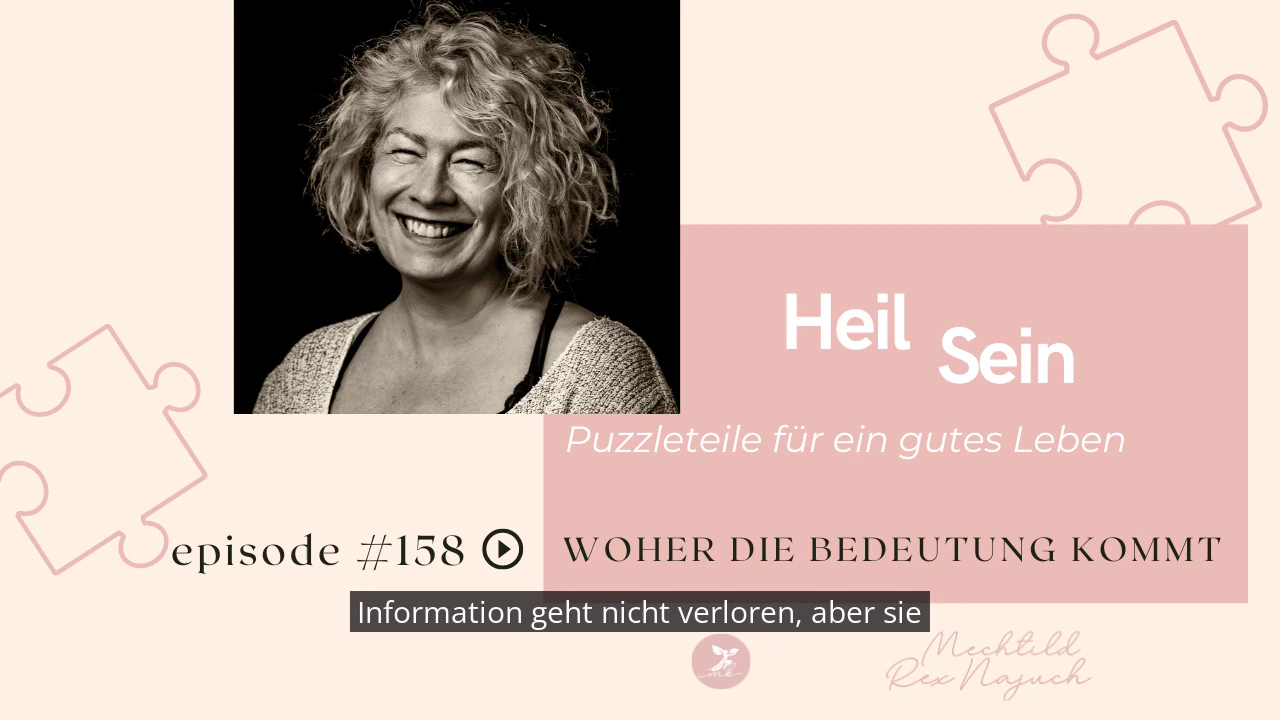 Heil
Sein
Puzzleteile für ein gutes Leben
episode #158
WOHER DIE BEDEUTUNG KOMMT
Information geht nicht verloren, aber sie
mk
Mechtild
Rex Najuch